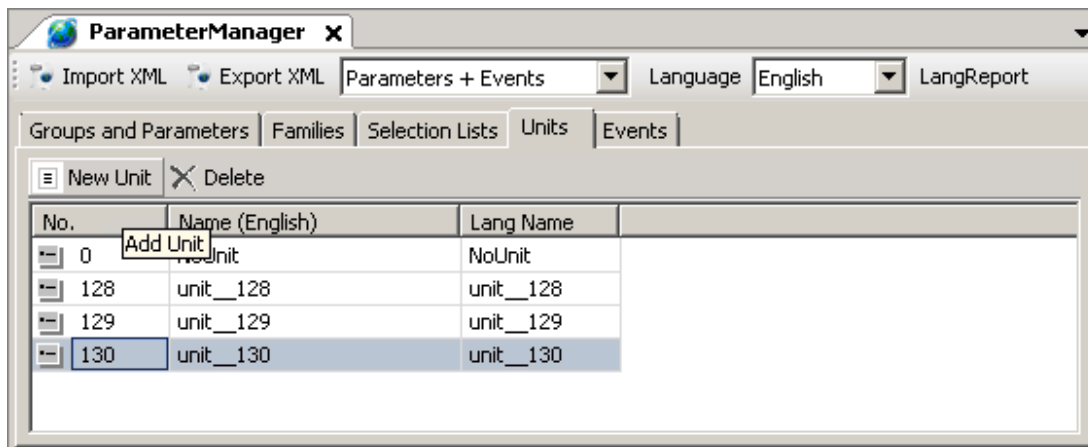 ParameterManager x
Import XML Export XML Parameters + Events Language English LangReport
Groups and Parameters Families Selection Lists Units Events
New Unit Delete
No. Name (English) Lang Name
Add Unit
0 NoUnit NoUnit
128 unit__128 unit__128
129 unit__129 unit__129
130 unit__130 unit__130